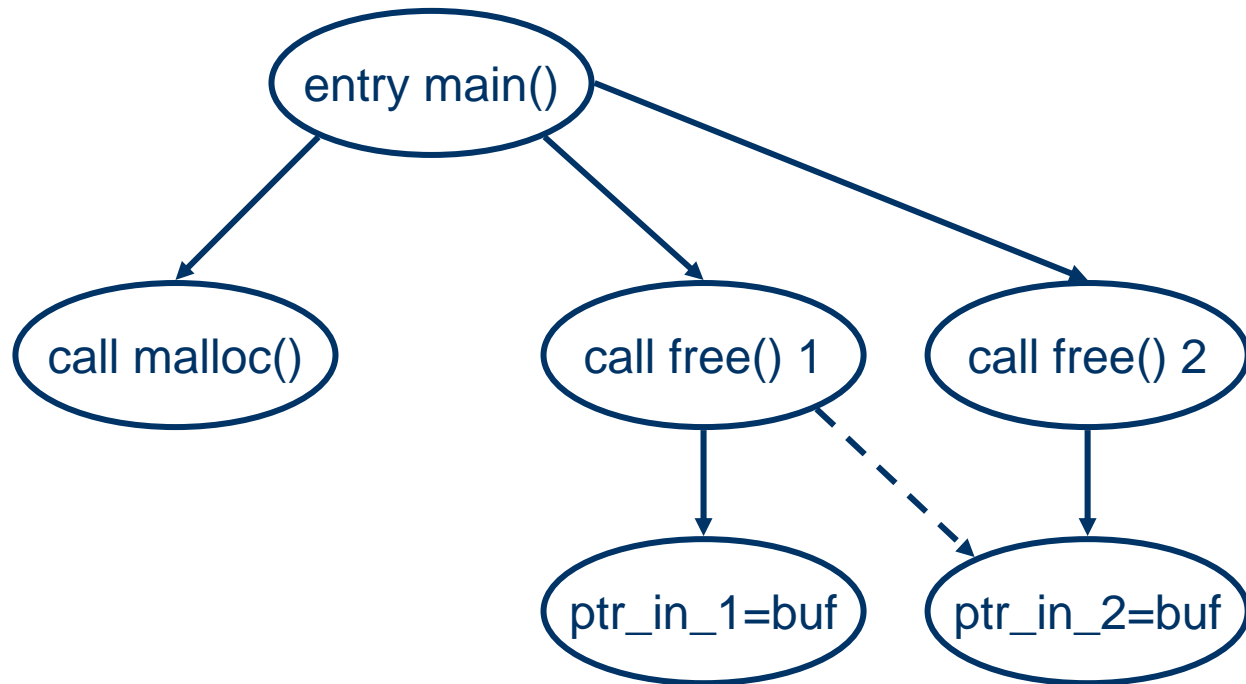 entry main()
call malloc()
call free() 1
call free() 2
ptr_in_1=buf
ptr_in_2=buf